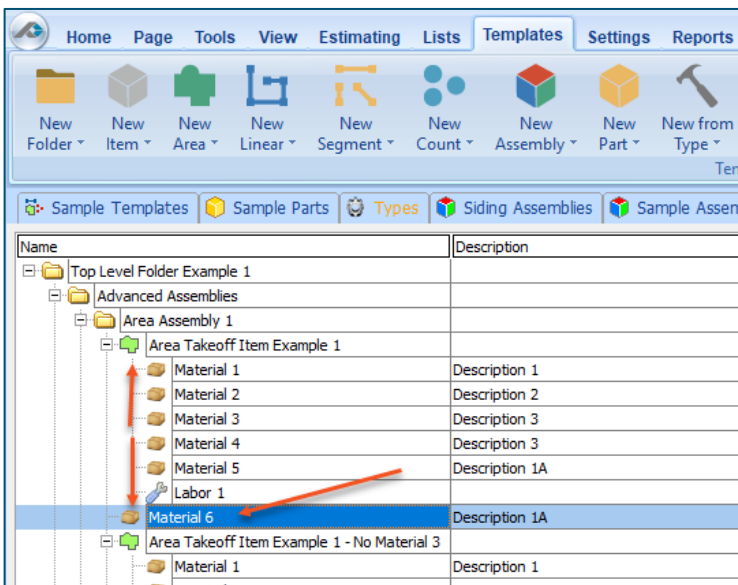 Home Page Tools View Estimating Lists Templates Settings Reports
New Folder New Item New Area New Linear New Segment New Count New Assembly New Part New from Type
Sample Templates Sample Parts Types Siding Assemblies Sample Assem
Name Description
Top Level Folder Example 1
Advanced Assemblies
Area Assembly 1
Area Takeoff Item Example 1
Material 1 Description 1
Material 2 Description 2
Material 3 Description 3
Material 4 Description 3
Material 5 Description 1A
Labor 1
Material 6 Description 1A
Area Takeoff Item Example 1 - No Material 3
Material 1 Description 1